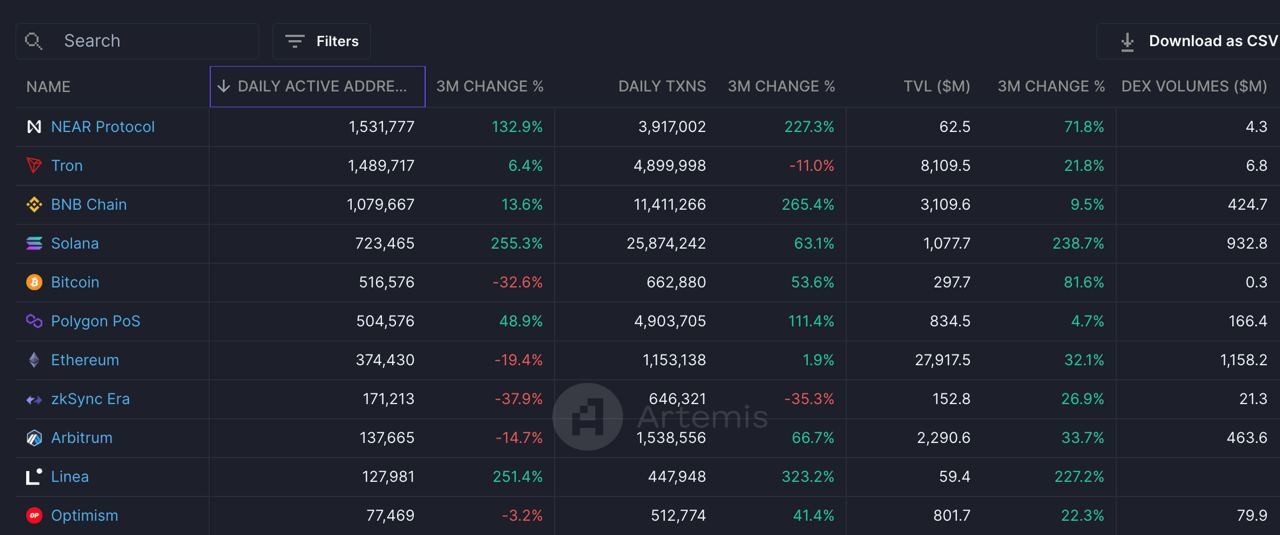 Search Filters Download as CSV
NAME DAILY ACTIVE ADDRE... 3M CHANGE % DAILY TXNS 3M CHANGE % TVL ($M) 3M CHANGE % DEX VOLUMES ($M)
NEAR Protocol 1,531,777 132.9% 3,917,002 227.3% 62.5 71.8% 4.3
Tron 1,489,717 6.4% 4,899,998 -11.0% 8,109.5 21.8% 6.8
BNB Chain 1,079,667 13.6% 11,411,266 265.4% 3,109.6 9.5% 424.7
Solana 723,465 255.3% 25,874,242 63.1% 1,077.7 238.7% 932.8
Bitcoin 516,576 -32.6% 662,880 53.6% 297.7 81.6% 0.3
Polygon PoS 504,576 48.9% 4,903,705 111.4% 834.5 4.7% 166.4
Ethereum 374,430 -19.4% 1,153,138 1.9% 27,917.5 32.1% 1,158.2
zkSync Era 171,213 -37.9% 646,321 -35.3% 152.8 26.9% 21.3
Artemis
Arbitrum 137,665 -14.7% 1,538,556 66.7% 2,290.6 33.7% 463.6
Linea 127,981 251.4% 447,948 323.2% 59.4 227.2%
OP Optimism 77,469 -3.2% 512,774 41.4% 801.7 22.3% 79.9